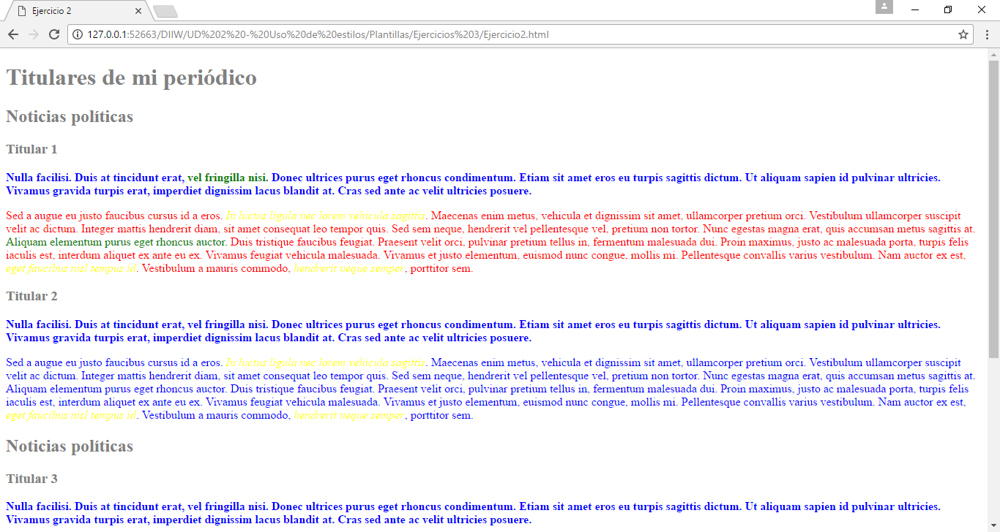 Ejercicio 2
127.0.0.1:52663/DIIW/UD%202%20-%20Uso%20de%20estilos/Plantillas/Ejercicios%203/Ejercicio2.html
Titulares de mi periódico
Noticias políticas
Titular 1
Nulla facilisi. Duis at tincidunt erat, vel fringilla nisi. Donec ultrices purus eget rhoncus condimentum. Etiam sit amet eros eu turpis sagittis dictum. Ut aliquam sapien id pulvinar ultricies.
Vivamus gravida turpis erat, imperdiet dignissim lacus blandit at. Cras sed ante ac velit ultricies posuere.
Sed a augue eu justo faucibus cursus id a eros. In luctus ligula nec lorem vehicula sagittis. Maecenas enim metus, vehicula et dignissim sit amet, ullamcorper pretium orci. Vestibulum ullamcorper suscipit
velit ac dictum. Integer mattis hendrerit diam, sit amet consequat leo tempor quis. Sed sem neque, hendrerit vel pellentesque vel, pretium non tortor. Nunc egestas magna erat, quis accumsan metus sagittis at.
Aliquam elementum purus eget rhoncus auctor. Duis tristique faucibus feugiat. Praesent velit orci, pulvinar pretium tellus in, fermentum malesuada dui. Proin maximus, justo ac malesuada porta, turpis felis
iaculis est, interdum aliquet ex ante eu ex. Vivamus feugiat vehicula malesuada. Vivamus et justo elementum, euismod nunc congue, mollis mi. Pellentesque convallis varius vestibulum. Nam auctor ex est,
eget faucibus nisl tempus id. Vestibulum a mauris commodo, hendrerit neque semper, porttitor sem.
Titular 2
Nulla facilisi. Duis at tincidunt erat, vel fringilla nisi. Donec ultrices purus eget rhoncus condimentum. Etiam sit amet eros eu turpis sagittis dictum. Ut aliquam sapien id pulvinar ultricies.
Vivamus gravida turpis erat, imperdiet dignissim lacus blandit at. Cras sed ante ac velit ultricies posuere.
Sed a augue eu justo faucibus cursus id a eros. In luctus ligula nec lorem vehicula sagittis. Maecenas enim metus, vehicula et dignissim sit amet, ullamcorper pretium orci. Vestibulum ullamcorper suscipit
velit ac dictum. Integer mattis hendrerit diam, sit amet consequat leo tempor quis. Sed sem neque, hendrerit vel pellentesque vel, pretium non tortor. Nunc egestas magna erat, quis accumsan metus sagittis at.
Aliquam elementum purus eget rhoncus auctor. Duis tristique faucibus feugiat. Praesent velit orci, pulvinar pretium tellus in, fermentum malesuada dui. Proin maximus, justo ac malesuada porta, turpis felis
iaculis est, interdum aliquet ex ante eu ex. Vivamus feugiat vehicula malesuada. Vivamus et justo elementum, euismod nunc congue, mollis mi. Pellentesque convallis varius vestibulum. Nam auctor ex est,
eget faucibus nisl tempus id. Vestibulum a mauris commodo, hendrerit neque semper, porttitor sem.
Noticias políticas
Titular 3
Nulla facilisi. Duis at tincidunt erat, vel fringilla nisi. Donec ultrices purus eget rhoncus condimentum. Etiam sit amet eros eu turpis sagittis dictum. Ut aliquam sapien id pulvinar ultricies.
Vivamus gravida turpis erat, imperdiet dignissim lacus blandit at. Cras sed ante ac velit ultricies posuere.